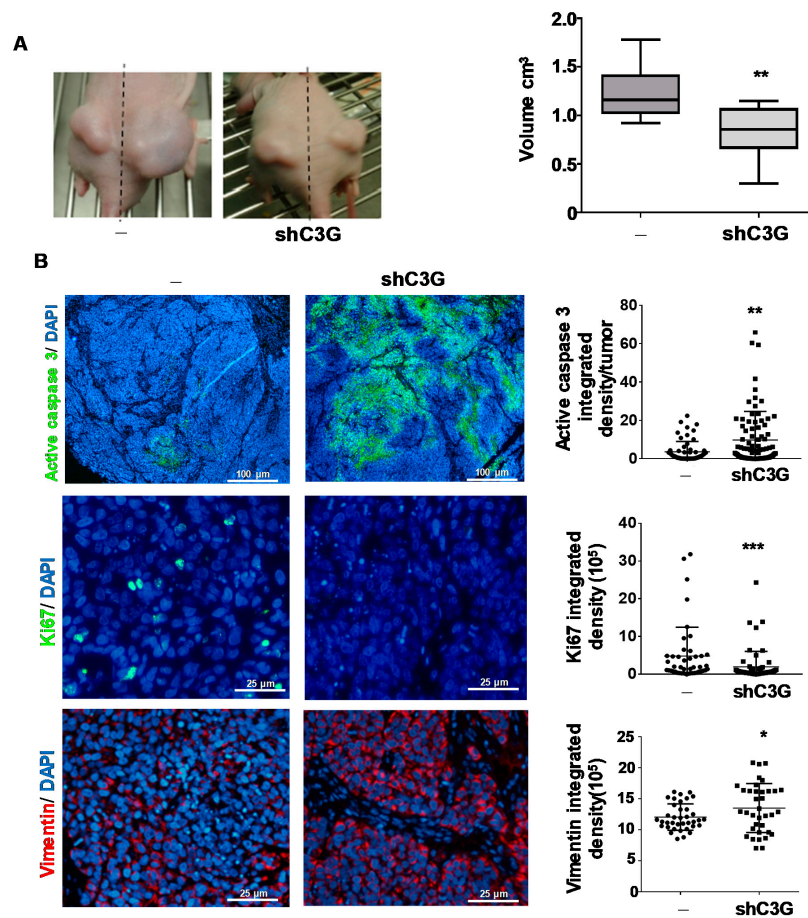 A
Volume cm³
2.0
1.5
1.0
0.5
0
**
–
shC3G
–
shC3G
B
–
shC3G
Active caspase 3/ DAPI
100 µm
100 µm
Active caspase 3
integrated
density/tumor
80
60
40
20
0
**
–
shC3G
Ki67/ DAPI
25 µm
25 µm
Ki67 integrated
density (10⁵)
40
30
20
10
0
***
–
shC3G
Vimentin/ DAPI
25 µm
25 µm
Vimentin integrated
density(10⁵)
25
20
15
10
5
0
*
–
shC3G